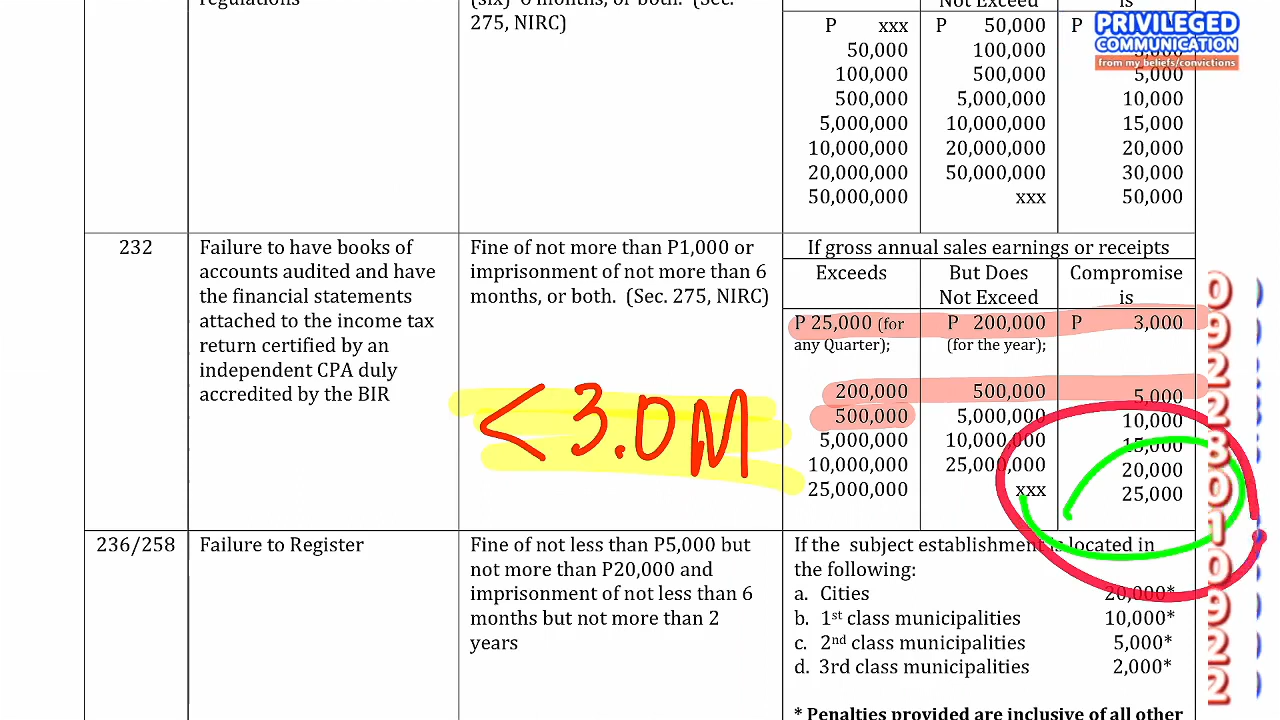 regulations
(six) 6 months, or both. (Sec.
275, NIRC)
Not Exceed is
P xxx P 50,000 P
50,000 100,000
100,000 500,000 5,000
500,000 5,000,000 10,000
5,000,000 10,000,000 15,000
10,000,000 20,000,000 20,000
20,000,000 50,000,000 30,000
50,000,000 xxx 50,000
PRIVILEGED
COMMUNICATION
from my beliefs/convictions
232
Failure to have books of
accounts audited and have
the financial statements
attached to the income tax
return certified by an
independent CPA duly
accredited by the BIR
Fine of not more than P1,000 or
imprisonment of not more than 6
months, or both. (Sec. 275, NIRC)
<3.0M
If gross annual sales earnings or receipts
Exceeds But Does Compromise
Not Exceed is
P 25,000 (for P 200,000 P 3,000
any Quarter); (for the year);
200,000 500,000 5,000
500,000 5,000,000 10,000
5,000,000 10,000,000 15,000
10,000,000 25,000,000 20,000
25,000,000 xxx 25,000
236/258
Failure to Register
Fine of not less than P5,000 but
not more than P20,000 and
imprisonment of not less than 6
months but not more than 2
years
If the subject establishment is located in
the following:
a. Cities 20,000*
b. 1st class municipalities 10,000*
c. 2nd class municipalities 5,000*
d. 3rd class municipalities 2,000*
* Penalties provided are inclusive of all other